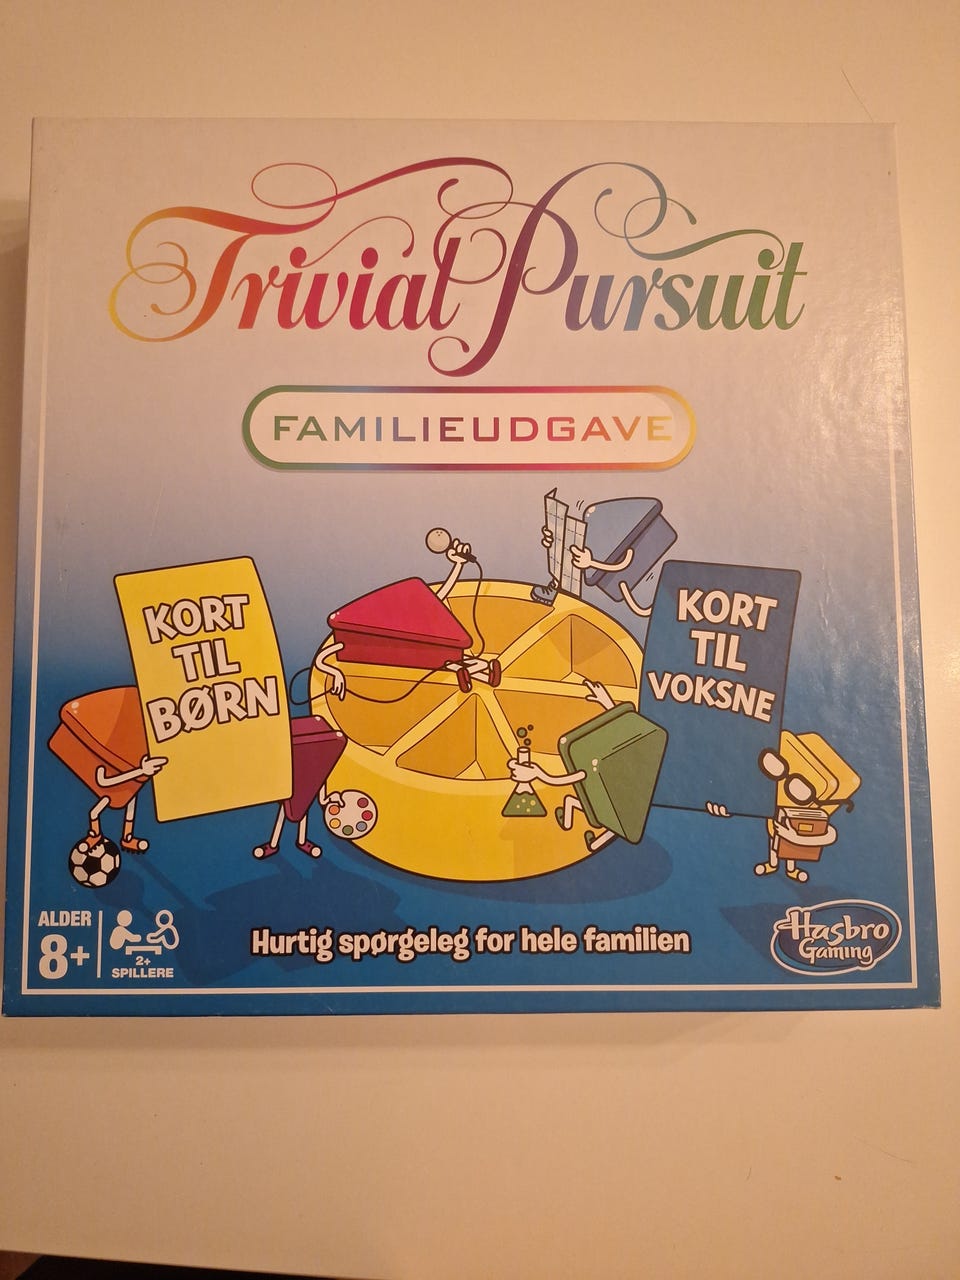 Trivial Pursuit
FAMILIEUDGAVE
KORT
TIL
BØRN
KORT
TIL
VOKSNE
ALDER
8+
2+
SPILLERE
Hurtig spørgeleg for hele familien
Hasbro
Gaming